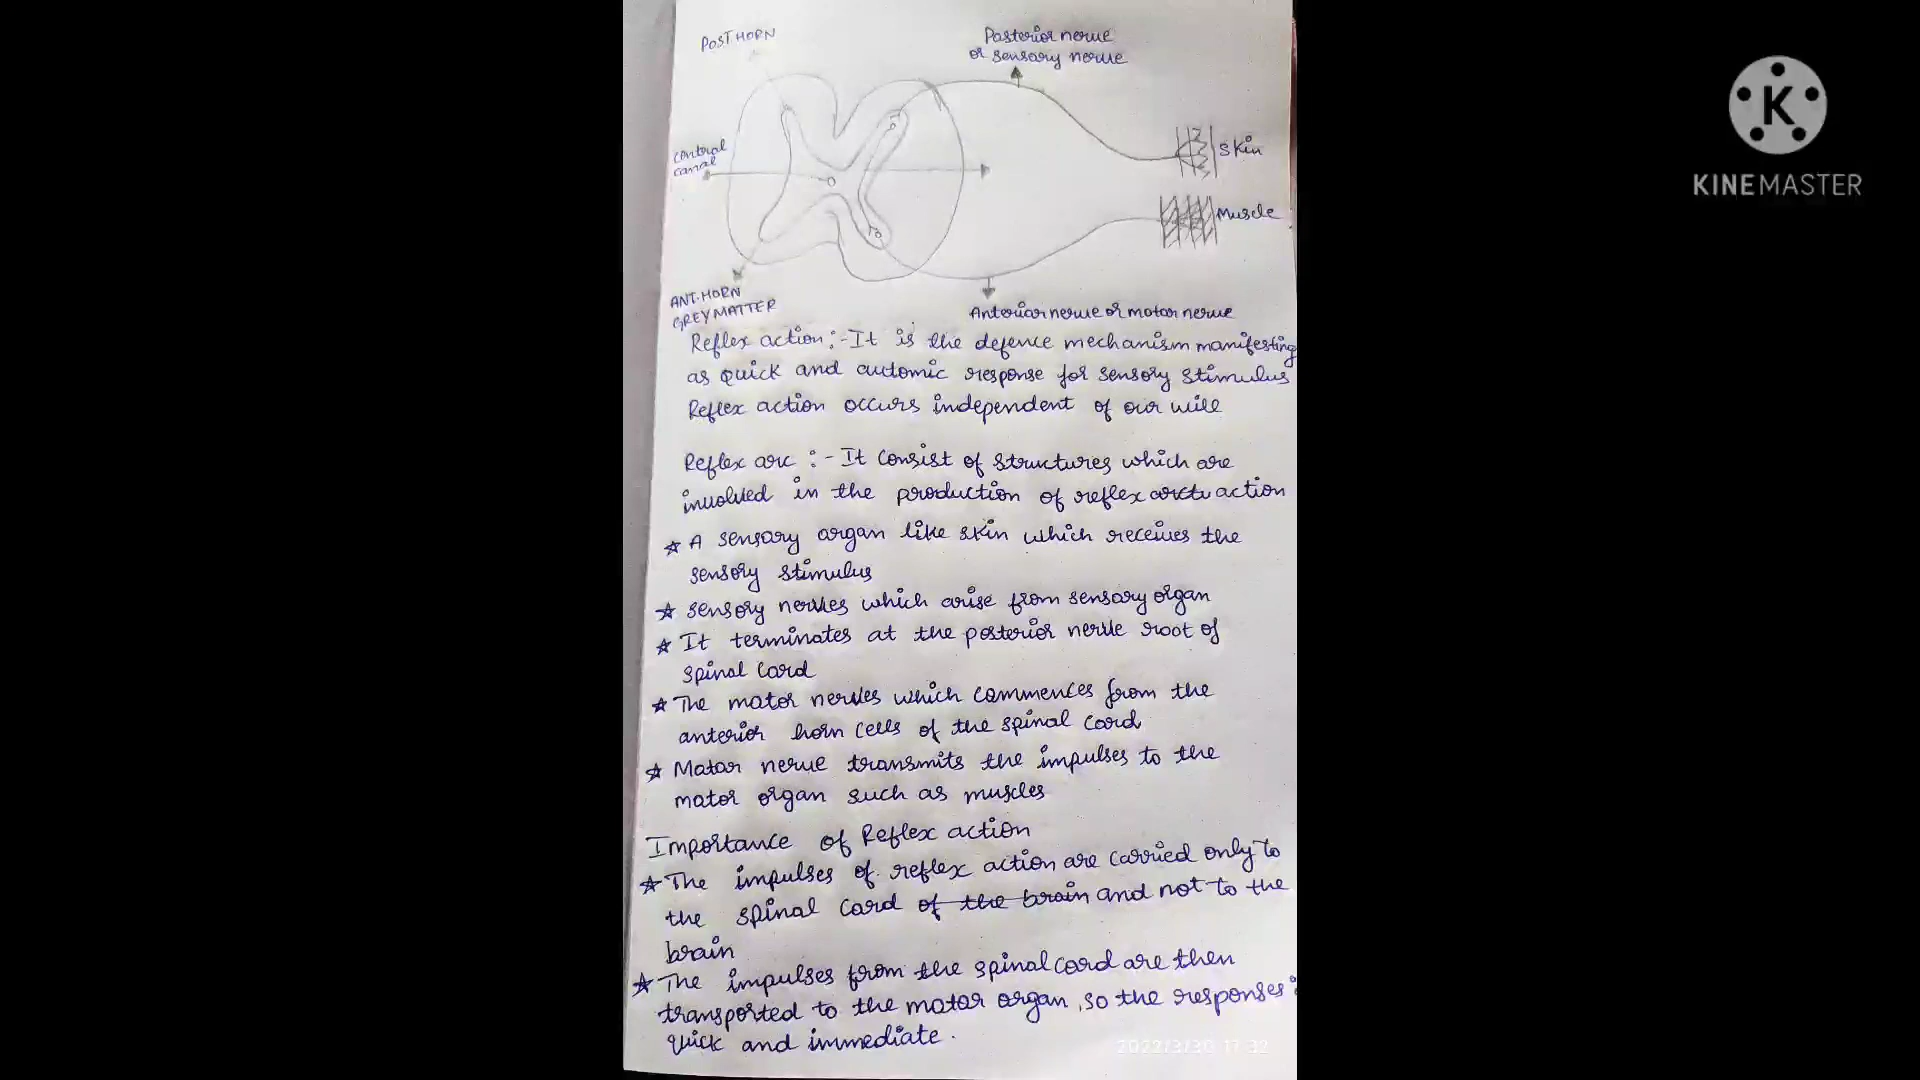 POST HORN
Posterior nerve
or sensory nerve
central
canal
Skin
Muscle
ANT. HORN
GREY MATTER
Anterior nerve or motor nerve
Reflex action :- It is the defence mechanism manifesting
as quick and automic response for sensory stimulus
Reflex action occurs independent of our will
Reflex arc :- It consist of structures which are
involved in the production of reflex action
☆ A sensory organ like skin which receives the
sensory stimulus
☆ sensory nerves which arise from sensory organ
☆ It terminates at the posterior nerve root of
spinal cord
☆ The motor nerves which commences from the
anterior horn cells of the spinal cord
☆ Motor nerve transmits the impulses to the
motor organ such as muscles
Importance of Reflex action
☆ The impulses of reflex action are carried only to
the spinal cord of the brain and not to the
brain
☆ The impulses from the spinal cord are then
transported to the motor organ, so the responses
quick and immediate.
2022/3/30 17:32
K
KINEMASTER